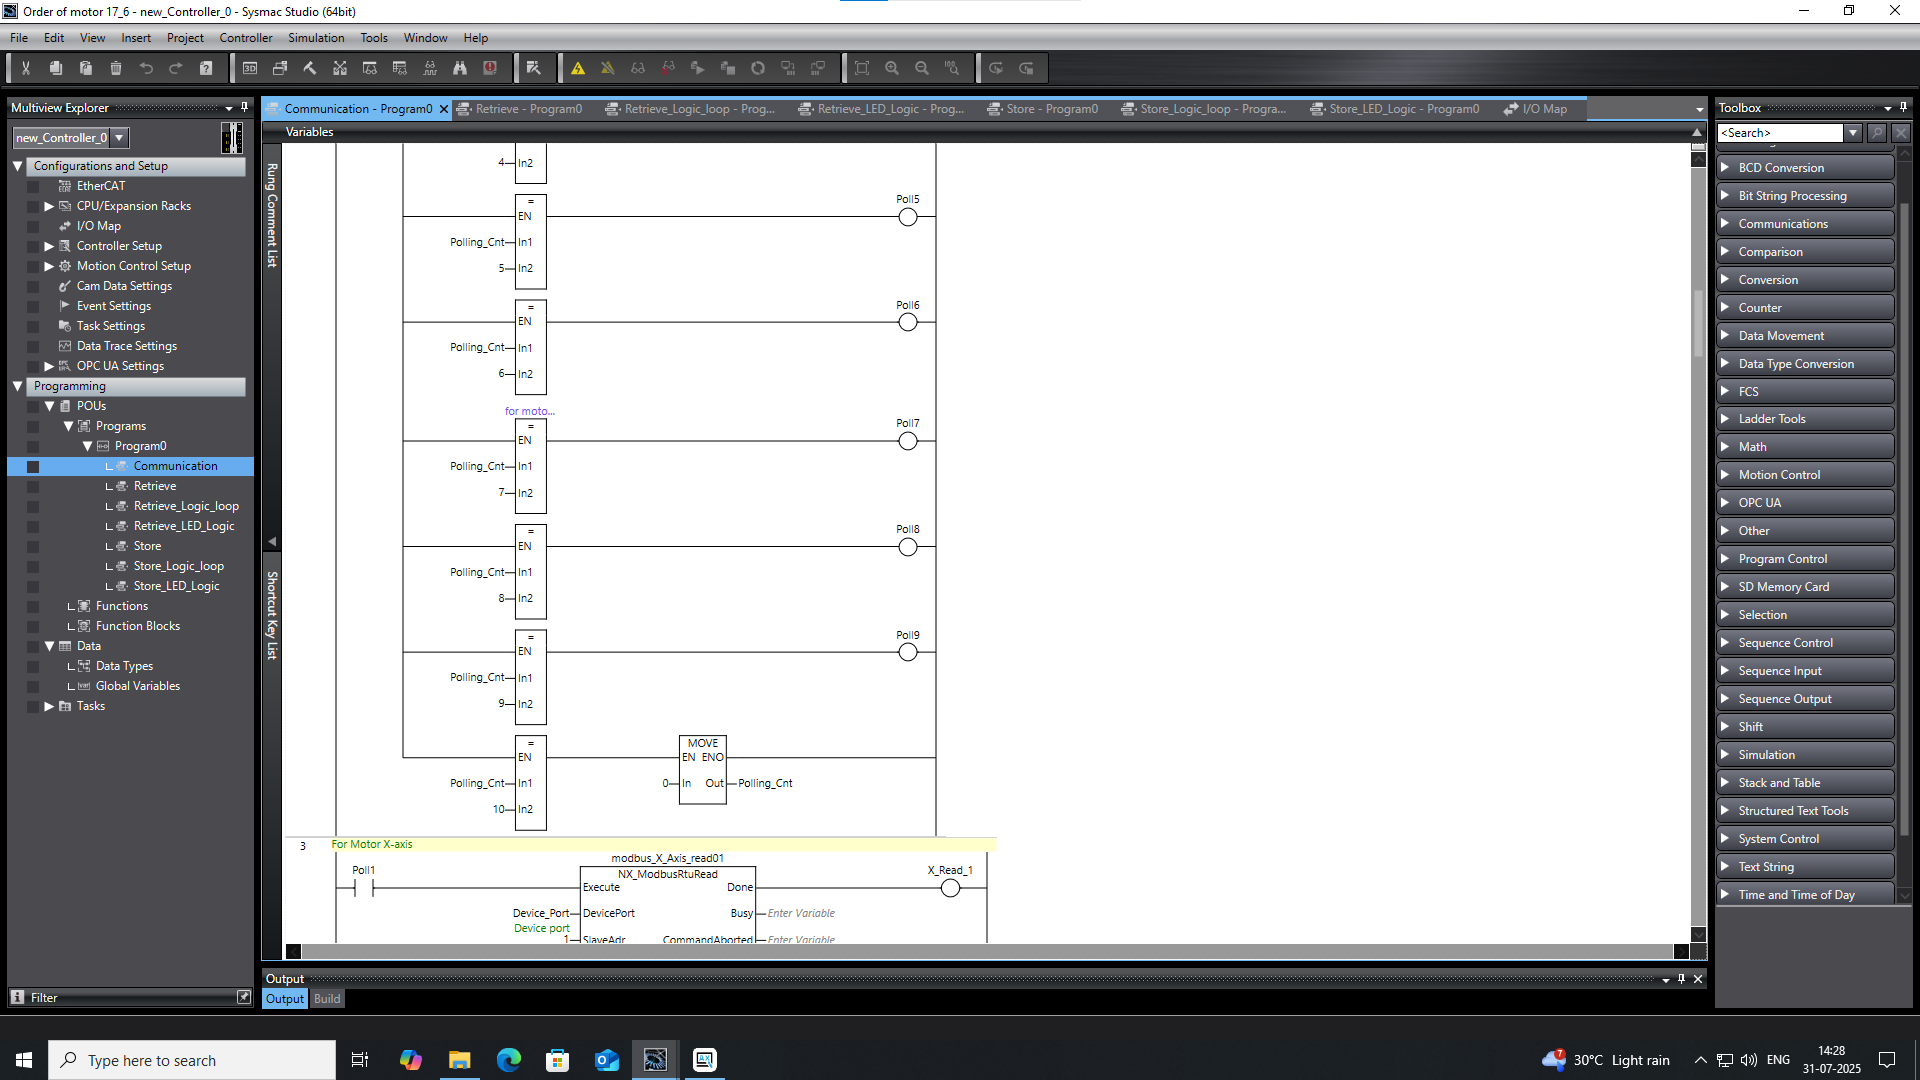 Order of motor 17_6 - new_Controller_0 - Sysmac Studio (64bit)
File Edit View Insert Project Controller Simulation Tools Window Help
Multiview Explorer
new_Controller_0
Configurations and Setup
EtherCAT
CPU/Expansion Racks
I/O Map
Controller Setup
Motion Control Setup
Cam Data Settings
Event Settings
Task Settings
Data Trace Settings
OPC UA Settings
Programming
POUs
Programs
Program0
Communication
Retrieve
Retrieve_Logic_loop
Retrieve_LED_Logic
Store
Store_Logic_loop
Store_LED_Logic
Functions
Function Blocks
Data
Data Types
Global Variables
Tasks
Filter
Communication - Program0 Retrieve - Program0 Retrieve_Logic_loop - Prog... Retrieve_LED_Logic - Prog... Store - Program0 Store_Logic_loop - Progra... Store_LED_Logic - Program0 I/O Map
Variables
Rung Comment List
Shortcut Key List
4 In2
=
EN Poll5
Polling_Cnt In1
5 In2
=
EN Poll6
Polling_Cnt In1
6 In2
for moto...
=
EN Poll7
Polling_Cnt In1
7 In2
=
EN Poll8
Polling_Cnt In1
8 In2
=
EN Poll9
Polling_Cnt In1
9 In2
= MOVE
EN EN ENO
Polling_Cnt In1 0 In Out Polling_Cnt
10 In2
3 For Motor X-axis
modbus_X_Axis_read01
Poll1 NX_ModbusRtuRead X_Read_1
Execute Done
Device_Port DevicePort Busy Enter Variable
Device port
1 SlaveAdr CommandAborted Enter Variable
Output
Output Build
Toolbox
<Search>
BCD Conversion
Bit String Processing
Communications
Comparison
Conversion
Counter
Data Movement
Data Type Conversion
FCS
Ladder Tools
Math
Motion Control
OPC UA
Other
Program Control
SD Memory Card
Selection
Sequence Control
Sequence Input
Sequence Output
Shift
Simulation
Stack and Table
Structured Text Tools
System Control
Text String
Time and Time of Day
Type here to search
7
30°C Light rain
ENG
14:28
31-07-2025